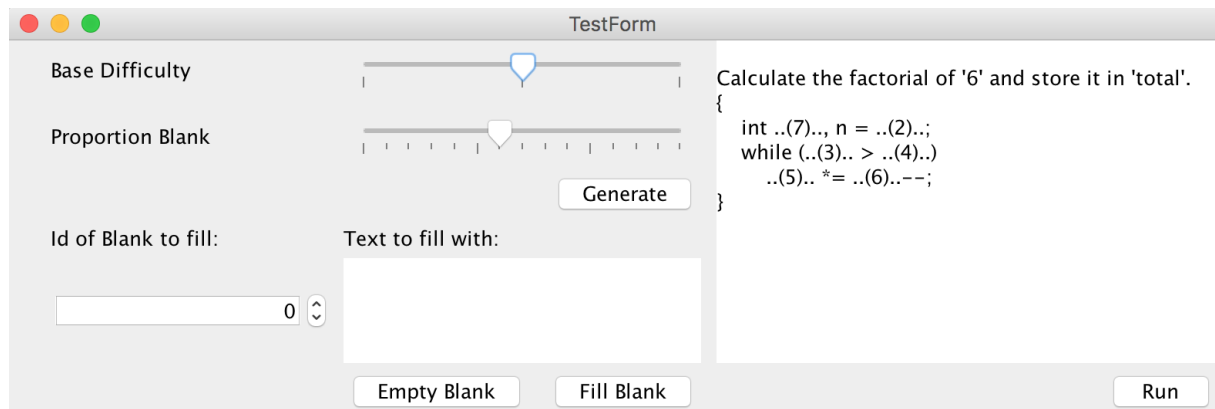 TestForm
Base Difficulty
Proportion Blank
Generate
Id of Blank to fill:
Text to fill with:
0
Empty Blank
Fill Blank
Calculate the factorial of '6' and store it in 'total'.
{
int ..(7).., n = ..(2)..;
while (..(3).. > ..(4)..)
..(5).. *= ..(6)..--;
}
Run